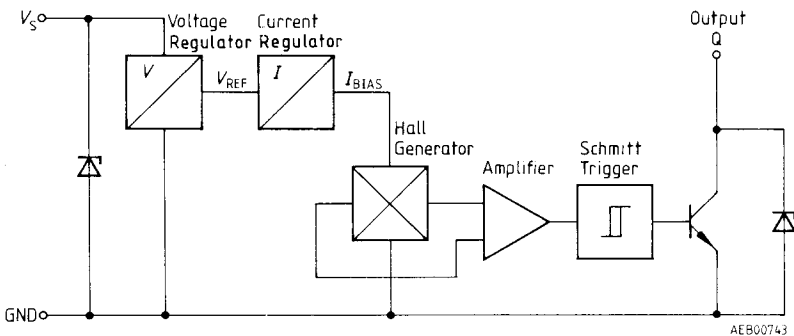 V_S
Voltage
Regulator
Current
Regulator
Output
Q
V
V_REF
I
I_BIAS
Hall
Generator
Amplifier
Schmitt
Trigger
GND
AEB00743